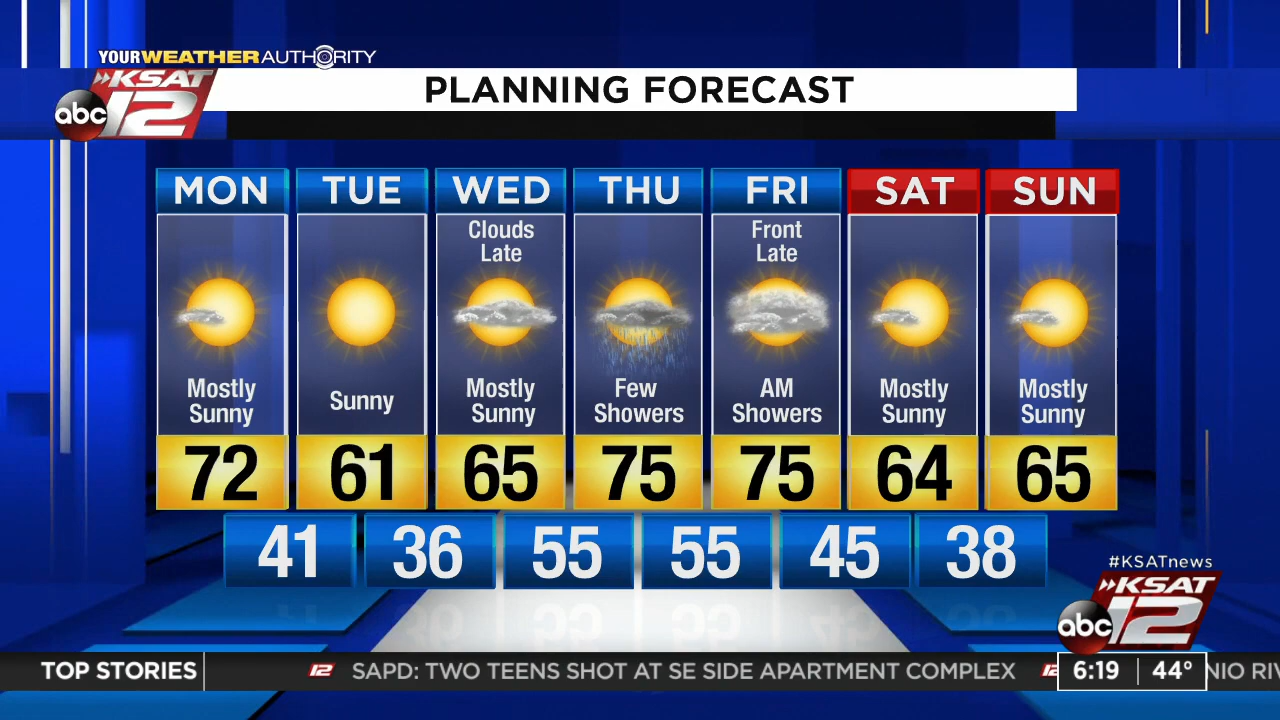 YOURWEATHERAUTHORITY
KSAT
abc 12
PLANNING FORECAST
MON TUE WED THU FRI SAT SUN
Clouds
Late
Front
Late
Mostly
Sunny
Sunny
Mostly
Sunny
Few
Showers
AM
Showers
Mostly
Sunny
Mostly
Sunny
72 61 65 75 75 64 65
41 36 55 55 45 38
#KSATnews
KSAT
abc 12
TOP STORIES 12 SAPD: TWO TEENS SHOT AT SE SIDE APARTMENT COMPLEX 6:19 44°